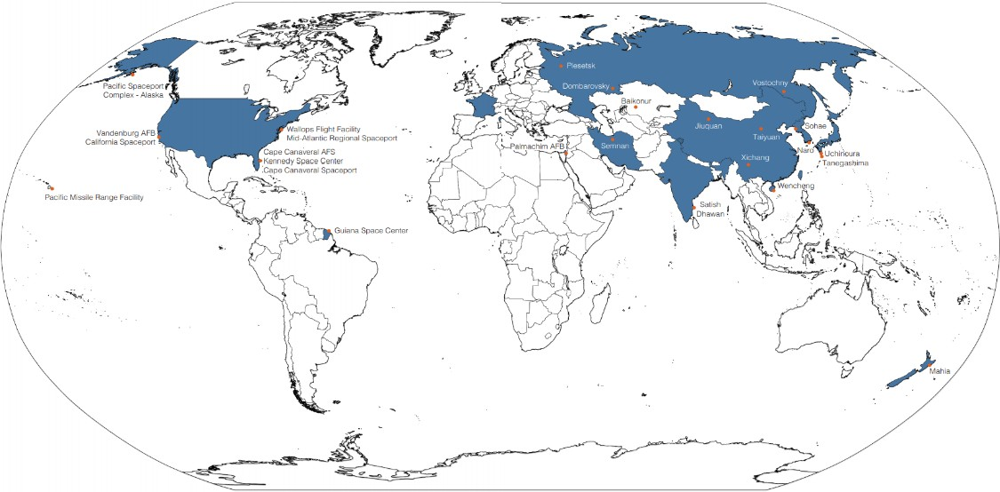 Plesetsk
Dombarovsky
Vostochny
Pacific Spaceport
Complex - Alaska
Baikonur
Vandenburg AFB
California Spaceport
Wallops Flight Facility
Mid-Atlantic Regional Spaceport
Jiuquan
Sohae
Taiyuan
Palmachim AFB
Semnan
Naro
Uchinoura
Tanegashima
Cape Canaveral AFS
Kennedy Space Center
Cape Canaveral Spaceport
Xichang
Wencheng
Pacific Missile Range Facility
Satish
Dhawan
Guiana Space Center
Mahia